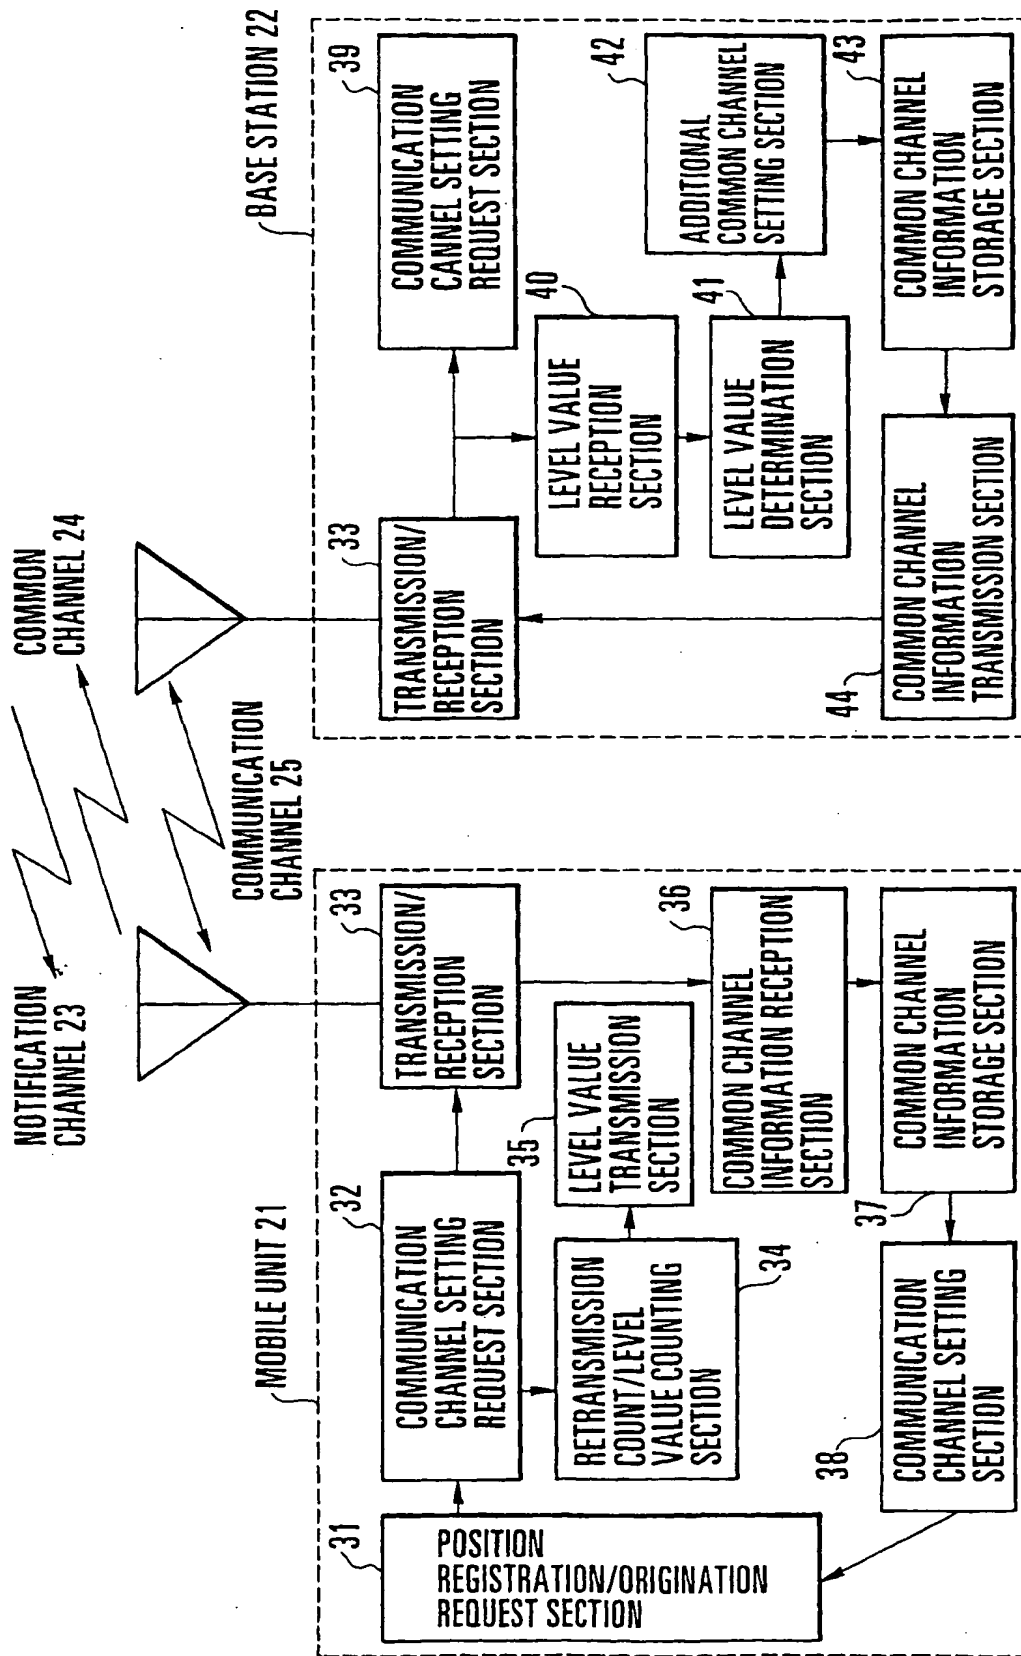 NOTIFICATION
CHANNEL 23
COMMON
CHANNEL 24
COMMUNICATION
CHANNEL 25
MOBILE UNIT 21
31
POSITION
REGISTRATION/ORIGINATION
REQUEST SECTION
32
COMMUNICATION
CHANNEL SETTING
REQUEST SECTION
33
TRANSMISSION/
RECEPTION
SECTION
RETRANSMISSION
COUNT/LEVEL
VALUE COUNTING
SECTION
34
35
LEVEL VALUE
TRANSMISSION
SECTION
36
COMMON CHANNEL
INFORMATION RECEPTION
SECTION
37
COMMON CHANNEL
INFORMATION
STORAGE SECTION
38
COMMUNICATION
CHANNEL SETTING
SECTION
BASE STATION 22
33
TRANSMISSION/
RECEPTION
SECTION
39
COMMUNICATION
CANNEL SETTING
REQUEST SECTION
40
LEVEL VALUE
RECEPTION
SECTION
41
LEVEL VALUE
DETERMINATION
SECTION
42
ADDITIONAL
COMMON CHANNEL
SETTING SECTION
43
COMMON CHANNEL
INFORMATION
STORAGE SECTION
44
COMMON CHANNEL
INFORMATION
TRANSMISSION SECTION